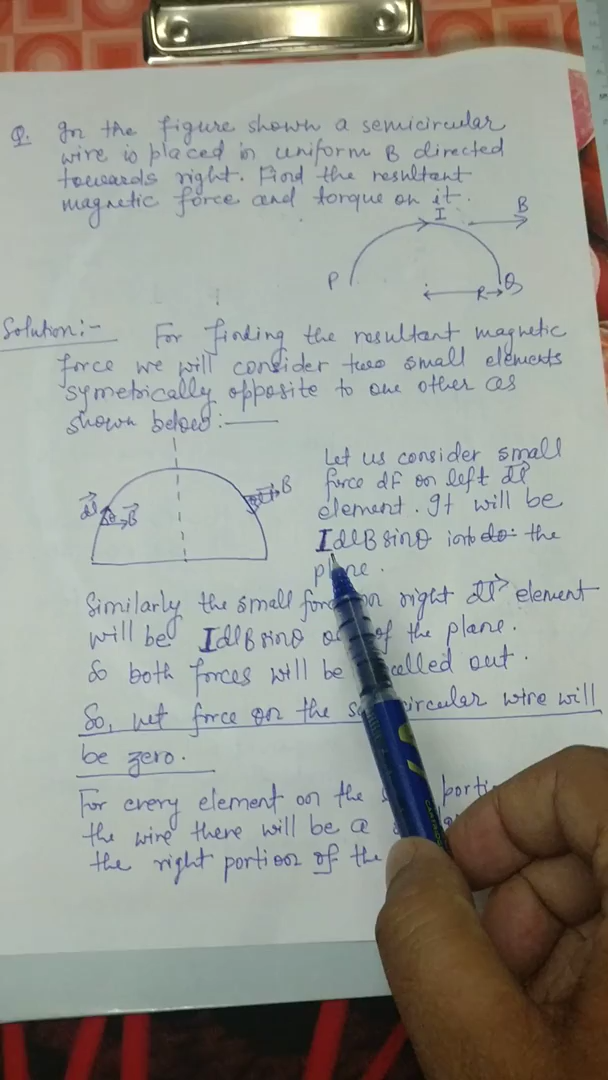 Q. In the figure shown a semicircular
wire is placed in uniform B directed
towards right. Find the resultant
magnetic force and torque on it.
I
B
P
R
Q
Solution:- For finding the resultant magnetic
force we will consider two small elements
symetrically opposite to one other as
shown below:-
dl
θ
B
B
Let us consider small
force dF on left dl
element. It will be
IdlB sinθ into the
plane.
Similarly the small on right dl element
will be IdlB sinθ of the plane.
So both forces will be out.
So, net force on the wire will
be zero.
For every element on the
the wire there will be a
the right portion of the